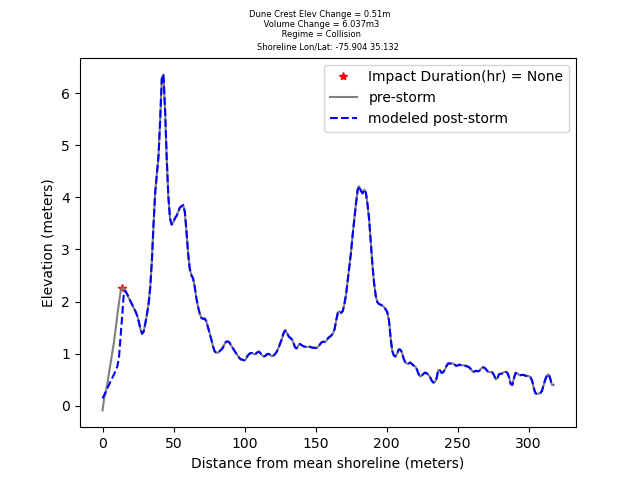 Dune Crest Elev Change = 0.51m
Volume Change = 6.037m3
Regime = Collision
Shoreline Lon/Lat: -75.904 35.132
Impact Duration(hr) = None
pre-storm
modeled post-storm
Elevation (meters)
6
5
4
3
2
1
0
0 50 100 150 200 250 300
Distance from mean shoreline (meters)